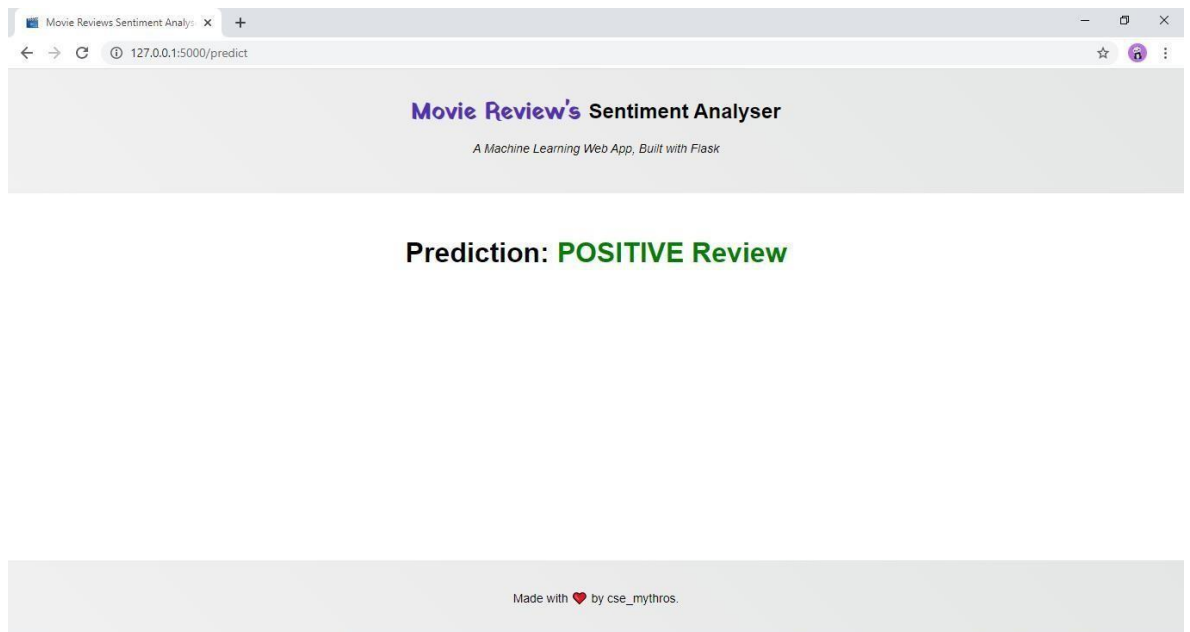 Movie Reviews Sentiment Analys
127.0.0.1:5000/predict
Movie Review's Sentiment Analyser
A Machine Learning Web App, Built with Flask
Prediction: POSITIVE Review
Made with ❤ by cse_mythros.